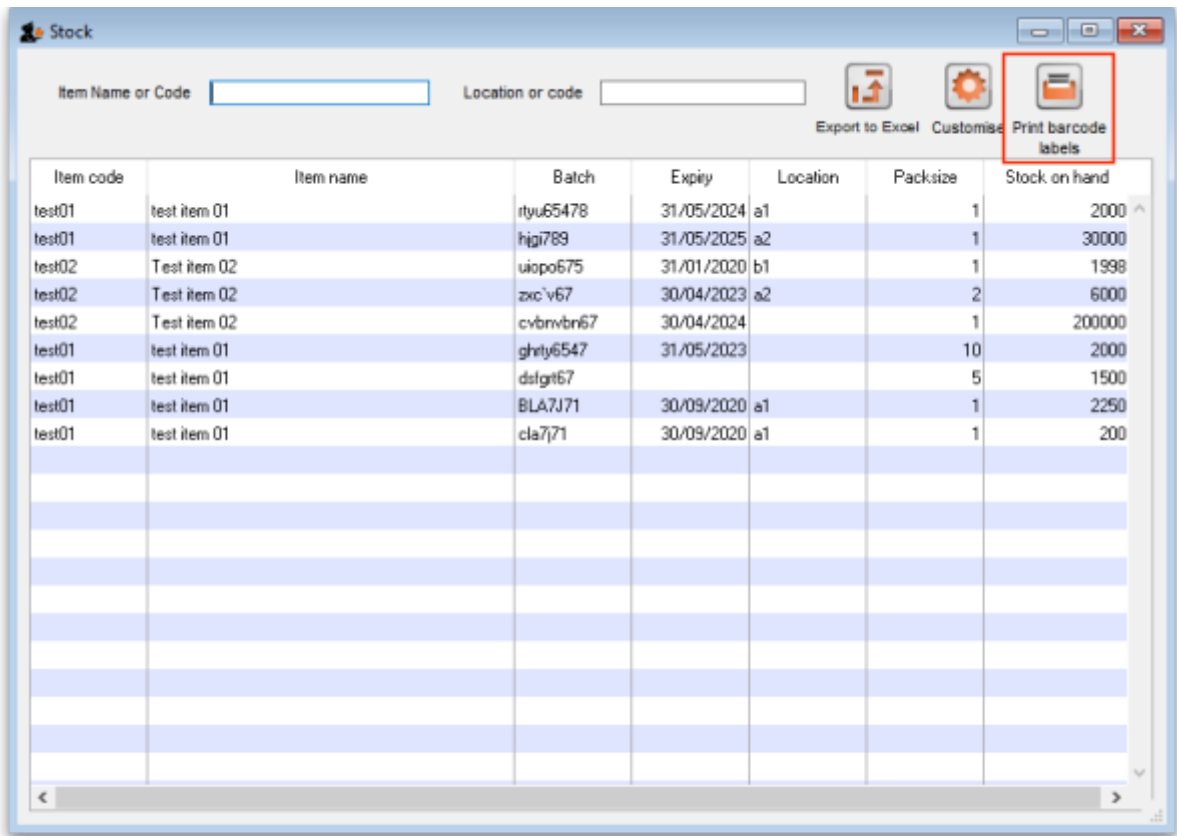 Stock
Item Name or Code Location or code
Export to Excel Customise Print barcode labels
Item code Item name Batch Expiry Location Packsize Stock on hand
test01 test item 01 rtyu65478 31/05/2024 a1 1 2000
test01 test item 01 hjgi789 31/05/2025 a2 1 30000
test02 Test item 02 uiopo675 31/01/2020 b1 1 1998
test02 Test item 02 zxc`v67 30/04/2023 a2 2 6000
test02 Test item 02 cvbnvbn67 30/04/2024 1 200000
test01 test item 01 ghrty6547 31/05/2023 10 2000
test01 test item 01 dsfgrt67 5 1500
test01 test item 01 BLA7J71 30/09/2020 a1 1 2250
test01 test item 01 cla7j71 30/09/2020 a1 1 200